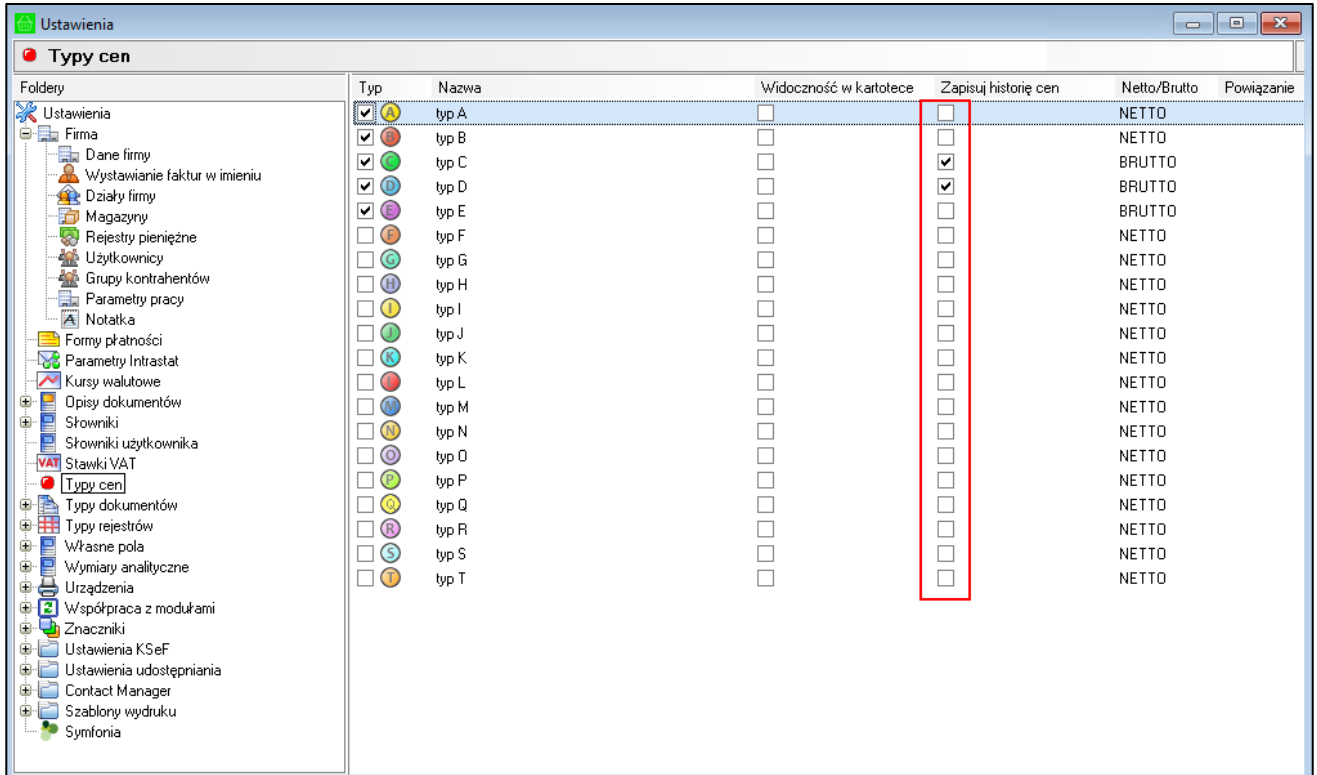 Ustawienia
Typy cen
Foldery
Ustawienia
Firma
Dane firmy
Wystawianie faktur w imieniu
Działy firmy
Magazyny
Rejestry pieniężne
Użytkownicy
Grupy kontrahentów
Parametry pracy
A Notatka
Formy płatności
Parametry Intrastat
Kursy walutowe
Opisy dokumentów
Słowniki
Słowniki użytkownika
VAT Stawki VAT
Typy cen
Typy dokumentów
Typy rejestrów
Własne pola
Wymiary analityczne
Urządzenia
Współpraca z modułami
Znaczniki
Ustawienia KSeF
Ustawienia udostępniania
Contact Manager
Szablony wydruku
Symfonia
Typ Nazwa Widoczność w kartotece Zapisuj historię cen Netto/Brutto Powiązanie
A typ A NETTO
B typ B NETTO
C typ C BRUTTO
D typ D BRUTTO
E typ E BRUTTO
F typ F NETTO
G typ G NETTO
H typ H NETTO
I typ I NETTO
J typ J NETTO
K typ K NETTO
L typ L NETTO
M typ M NETTO
N typ N NETTO
O typ O NETTO
P typ P NETTO
Q typ Q NETTO
R typ R NETTO
S typ S NETTO
T typ T NETTO